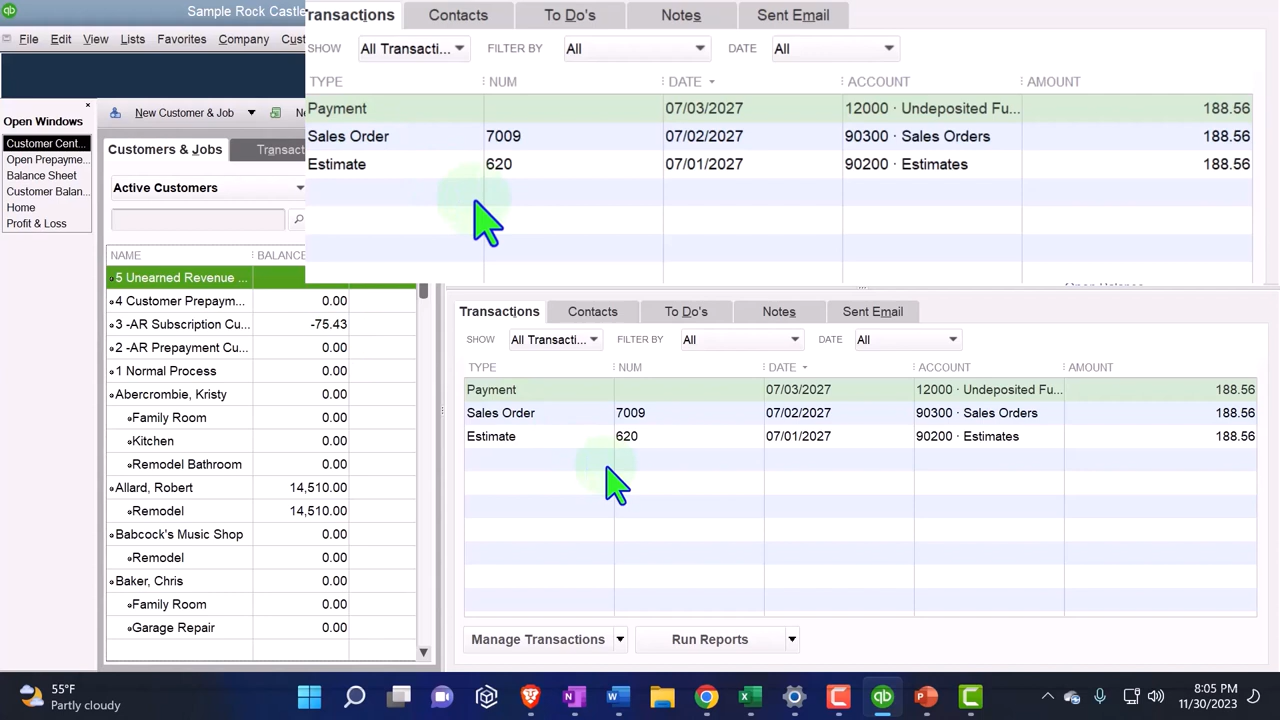 Sample Rock Castle
File Edit View Lists Favorites Company
Open Windows
Customer Cent...
Open Prepayme...
Balance Sheet
Customer Balan...
Home
Profit & Loss
New Customer & Job
Customers & Jobs
Active Customers
NAME
5 Unearned Revenue ...
4 Customer Prepaym... 0.00
3 -AR Subscription Cu... -75.43
2 -AR Prepayment Cu... 0.00
1 Normal Process 0.00
Abercrombie, Kristy 0.00
Family Room 0.00
Kitchen 0.00
Remodel Bathroom 0.00
Allard, Robert 14,510.00
Remodel 14,510.00
Babcock's Music Shop 0.00
Remodel 0.00
Baker, Chris 0.00
Family Room 0.00
Garage Repair 0.00
Contacts To Do's Notes Sent Email
SHOW All Transacti... FILTER BY All DATE All
TYPE NUM DATE ACCOUNT AMOUNT
Payment 07/03/2027 12000 · Undeposited Fu... 188.56
Sales Order 7009 07/02/2027 90300 · Sales Orders 188.56
Estimate 620 07/01/2027 90200 · Estimates 188.56
Transactions Contacts To Do's Notes Sent Email
SHOW All Transacti... FILTER BY All DATE All
TYPE NUM DATE ACCOUNT AMOUNT
Payment 07/03/2027 12000 · Undeposited Fu... 188.56
Sales Order 7009 07/02/2027 90300 · Sales Orders 188.56
Estimate 620 07/01/2027 90200 · Estimates 188.56
Manage Transactions Run Reports
55°F
Partly cloudy
8:05 PM
11/30/2023